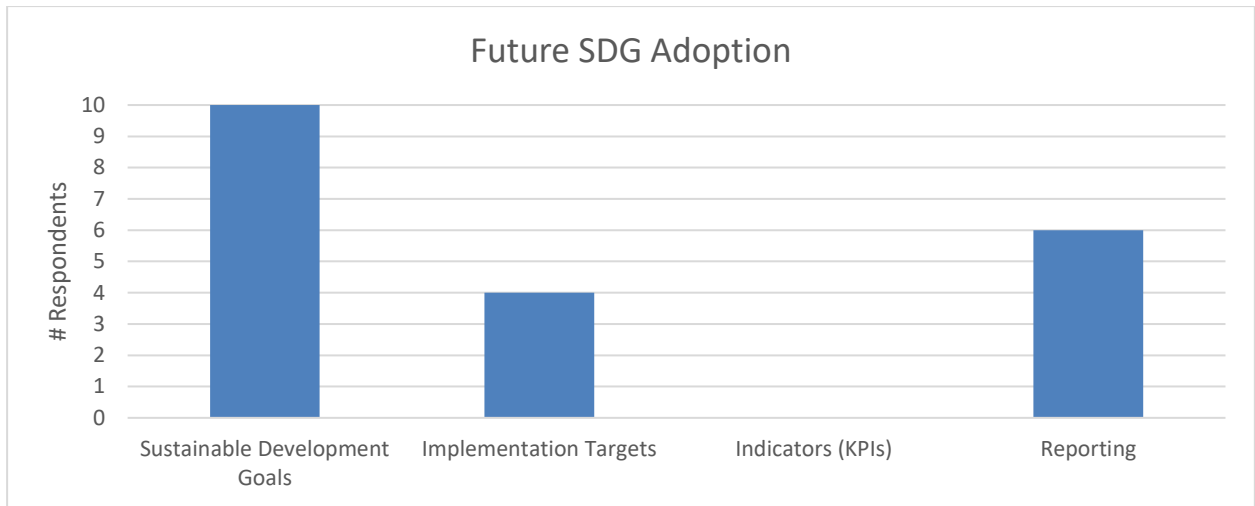 Future SDG Adoption
# Respondents
10
9
8
7
6
5
4
3
2
1
0
Sustainable Development
Goals
Implementation Targets
Indicators (KPIs)
Reporting